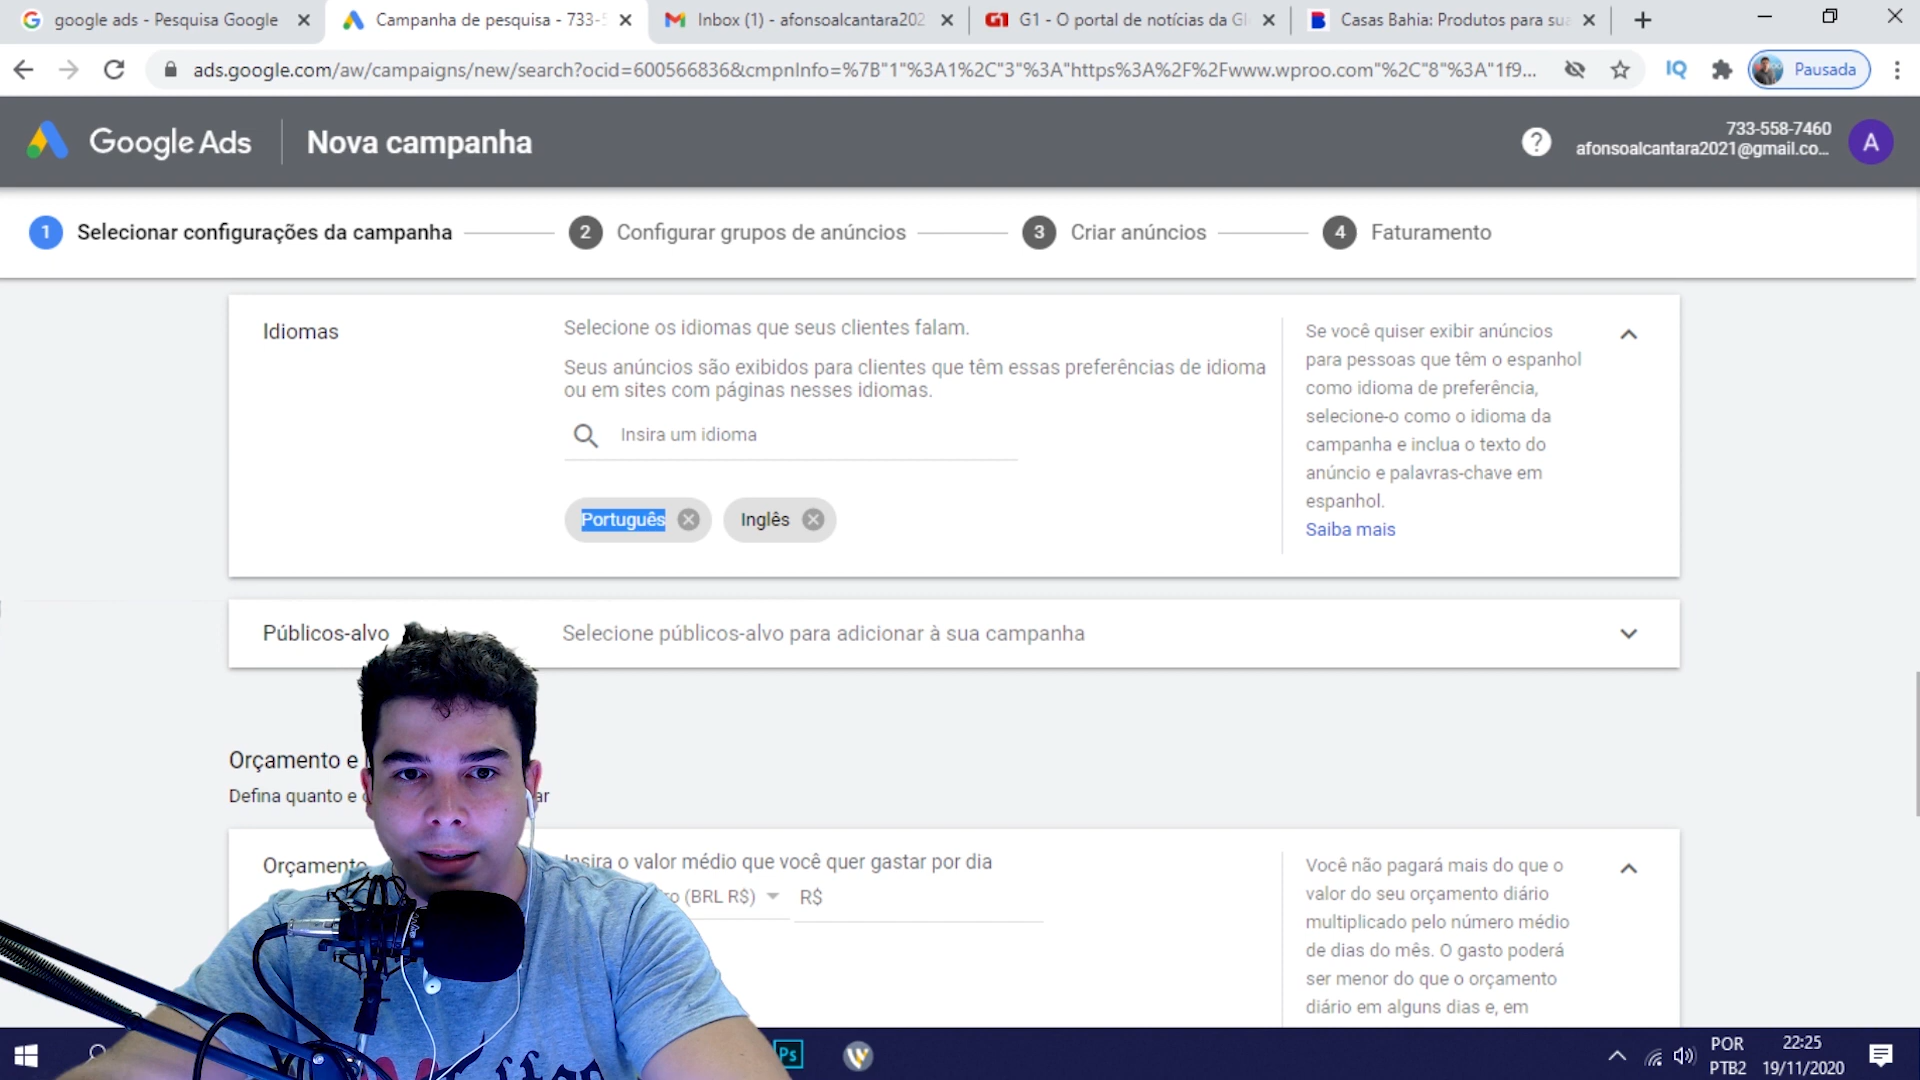 google ads - Pesquisa Google
Campanha de pesquisa - 733-5
Inbox (1) - afonsoalcantara202
G1 G1 - O portal de notícias da Gl
Casas Bahia: Produtos para sua
ads.google.com/aw/campaigns/new/search?ocid=600566836&cmpnInfo=%7B"1"%3A1%2C"3"%3A"https%3A%2F%2Fwww.wproo.com"%2C"8"%3A"1f9...
IQ
Pausada
Google Ads
Nova campanha
733-558-7460
afonsoalcantara2021@gmail.co...
A
1 Selecionar configurações da campanha
2 Configurar grupos de anúncios
3 Criar anúncios
4 Faturamento
Idiomas
Selecione os idiomas que seus clientes falam.
Seus anúncios são exibidos para clientes que têm essas preferências de idioma
ou em sites com páginas nesses idiomas.
Insira um idioma
Português
Inglês
Se você quiser exibir anúncios
para pessoas que têm o espanhol
como idioma de preferência,
selecione-o como o idioma da
campanha e inclua o texto do
anúncio e palavras-chave em
espanhol.
Saiba mais
Públicos-alvo
Selecione públicos-alvo para adicionar à sua campanha
Orçamento e
Defina quanto e
ar
Orçamento
Insira o valor médio que você quer gastar por dia
ro (BRL R$)
R$
Você não pagará mais do que o
valor do seu orçamento diário
multiplicado pelo número médio
de dias do mês. O gasto poderá
ser menor do que o orçamento
diário em alguns dias e, em
Ps
POR
PTB2
22:25
19/11/2020